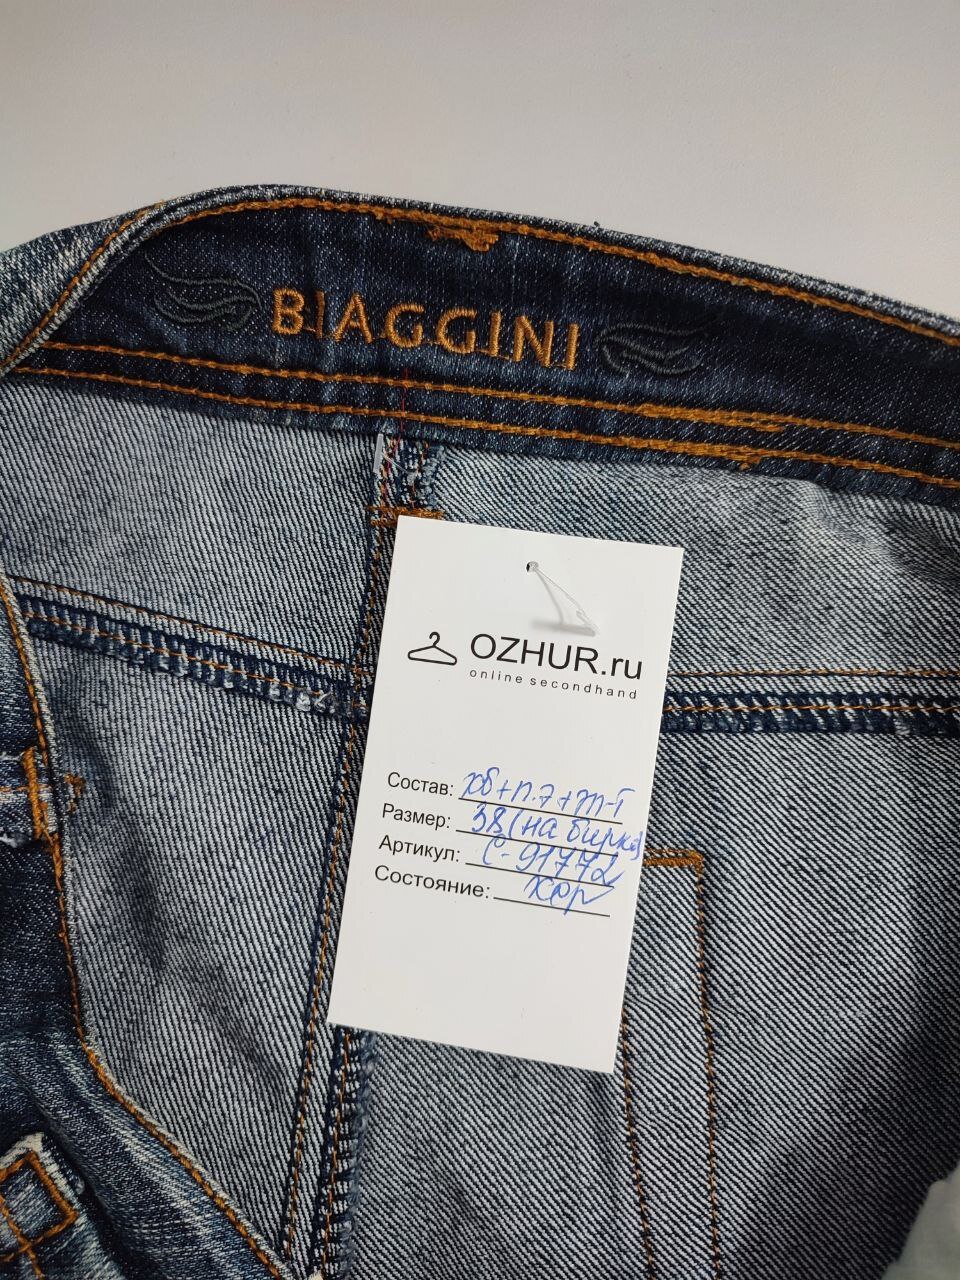 BIAGGINI
OZHUR.ru
online secondhand
Состав: хб+п.э+эл-т
Размер: 38 (на бирке)
Артикул: С-91772
Состояние: хор